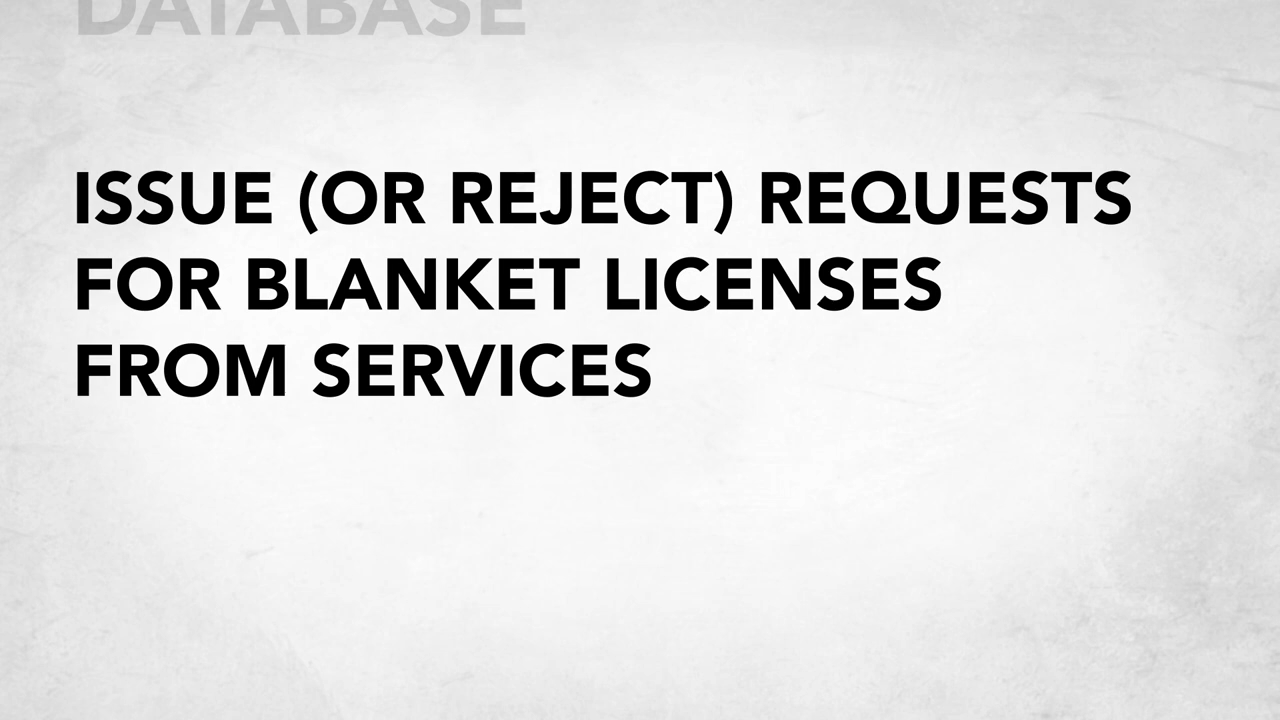 DATABASE
ISSUE (OR REJECT) REQUESTS
FOR BLANKET LICENSES
FROM SERVICES